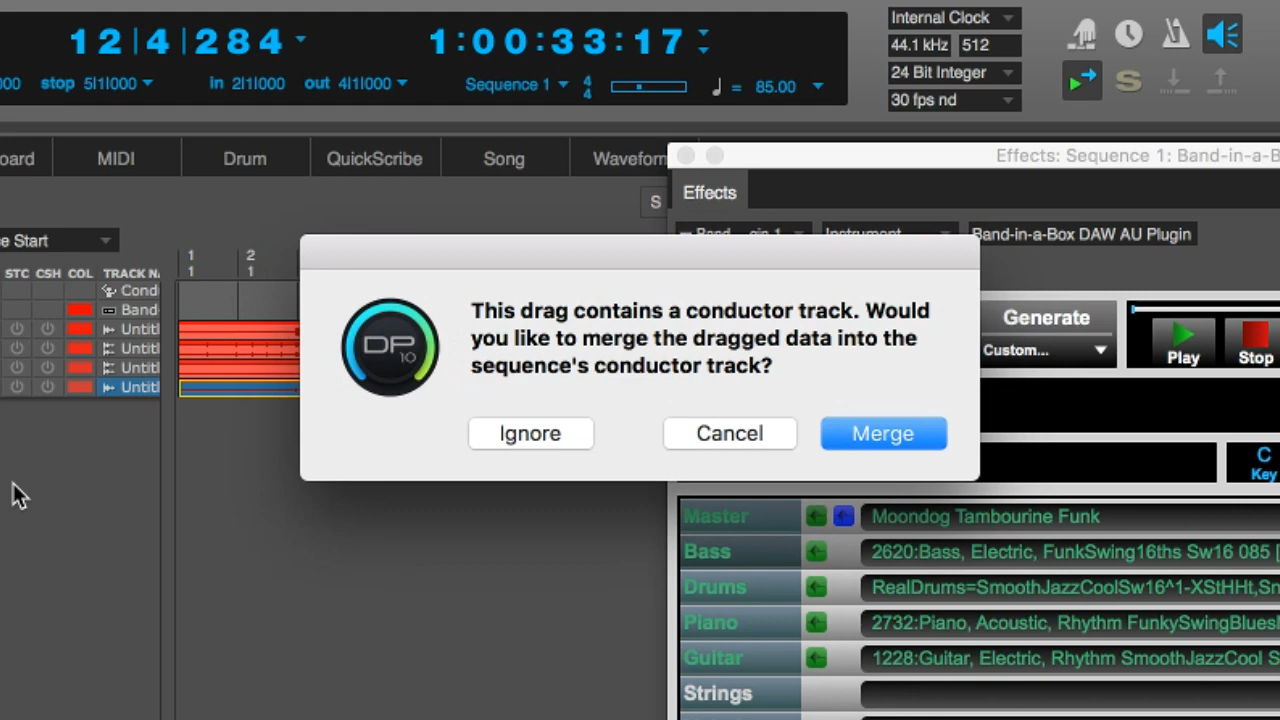 12|4|284
1:00:33:17
000
stop 5|1|000
in 2|1|000
out 4|1|000
Sequence 1
4
4
= 85.00
Internal Clock
44.1 kHz
512
24 Bit Integer
30 fps nd
S
oard
MIDI
Drum
QuickScribe
Song
Waveform
Effects: Sequence 1: Band-in-a-B
S
Effects
e Start
Instrument
Band-in-a-Box DAW AU Plugin
1
1
2
1
STC
CSH
COL
TRACK NA
Cond
Band
Untitl
Untitl
Untitl
Untitl
DP
10
This drag contains a conductor track. Would
you like to merge the dragged data into the
sequence's conductor track?
Ignore
Cancel
Merge
Generate
Custom...
Play
Stop
C
Key
Master
Moondog Tambourine Funk
Bass
2620:Bass, Electric, FunkSwing16ths Sw16 085 [
Drums
RealDrums=SmoothJazzCoolSw16^1-XStHHt,Sn
Piano
2732:Piano, Acoustic, Rhythm FunkySwingBlues
Guitar
1228:Guitar, Electric, Rhythm SmoothJazzCool S
Strings